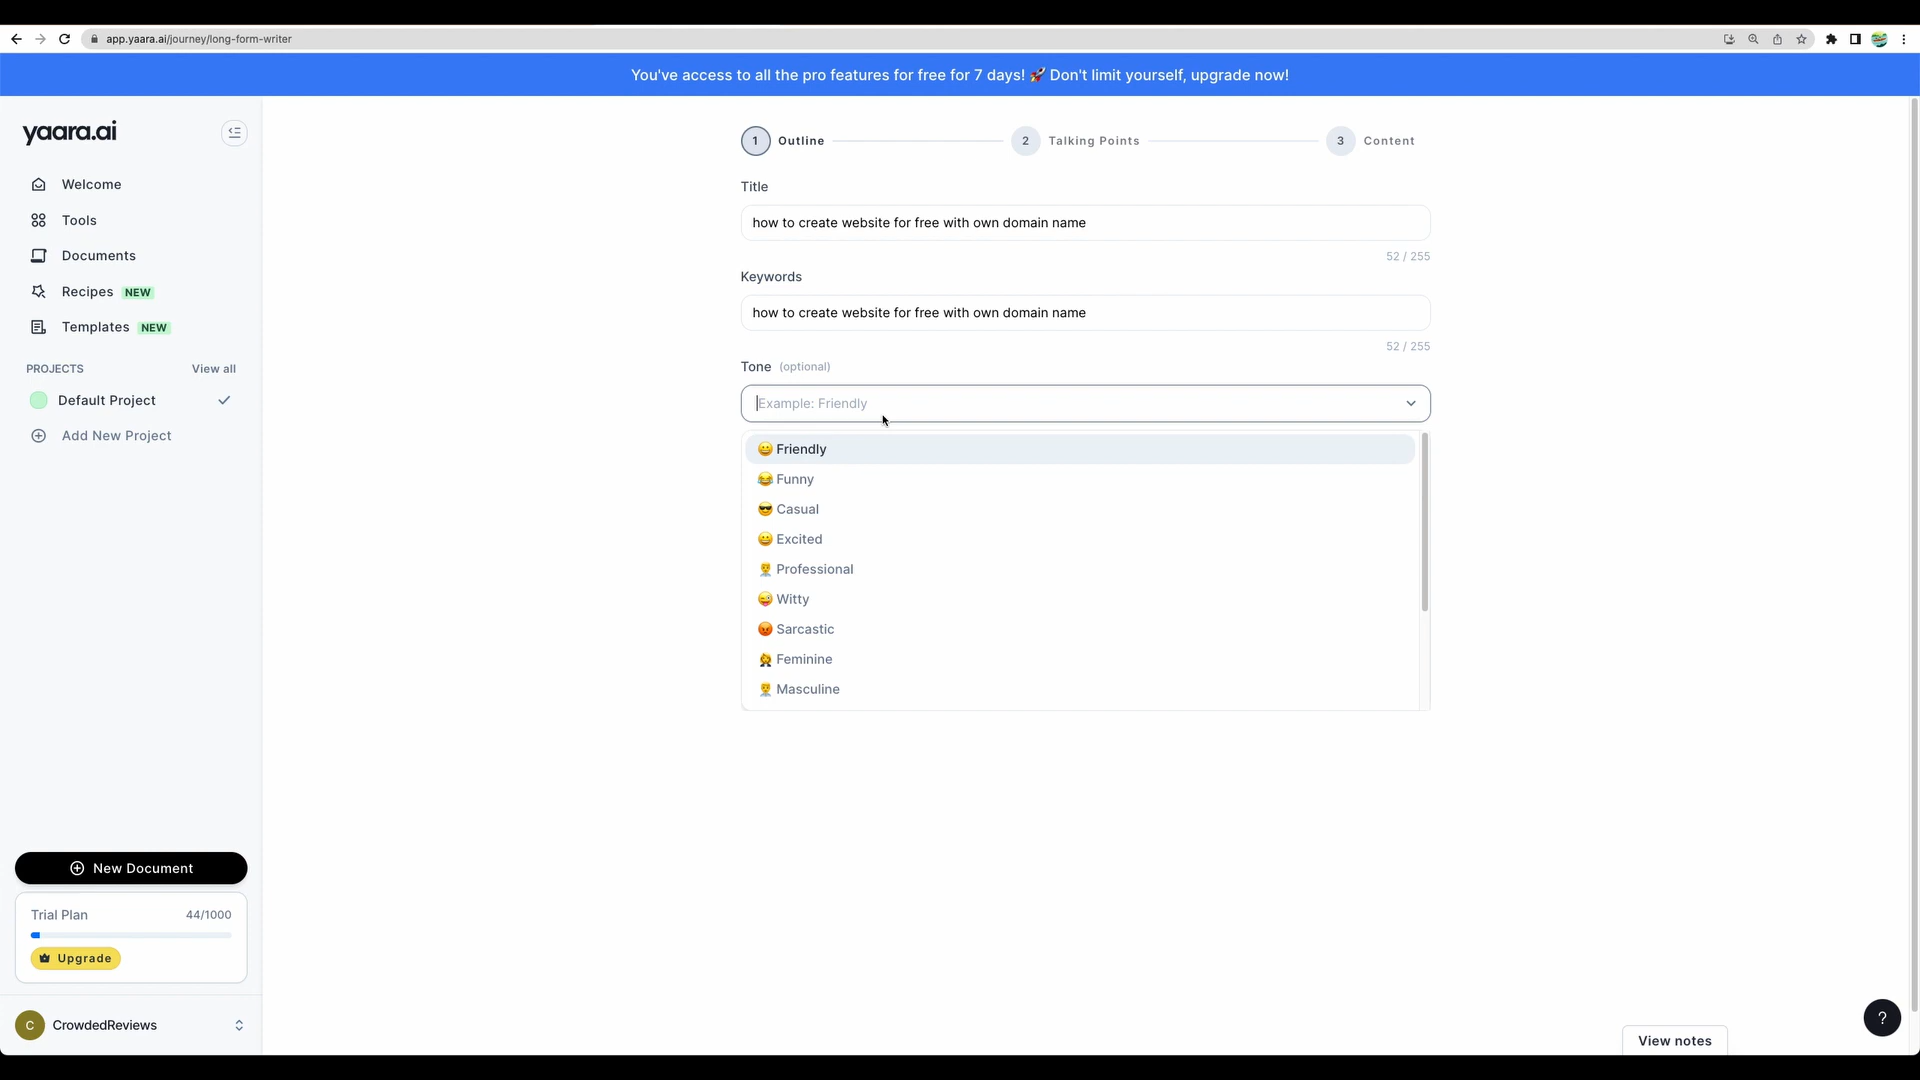 app.yaara.ai/journey/long-form-writer
You've access to all the pro features for free for 7 days! 🚀 Don't limit yourself, upgrade now!
yaara.ai
Welcome
Tools
Documents
Recipes NEW
Templates NEW
PROJECTS View all
Default Project
Add New Project
New Document
Trial Plan 44/1000
Upgrade
C CrowdedReviews
1 Outline 2 Talking Points 3 Content
Title
how to create website for free with own domain name
52 / 255
Keywords
how to create website for free with own domain name
52 / 255
Tone (optional)
Example: Friendly
😀 Friendly
😂 Funny
😎 Casual
😀 Excited
👨‍💼 Professional
😜 Witty
😡 Sarcastic
Feminine
👨‍💼 Masculine
?
View notes